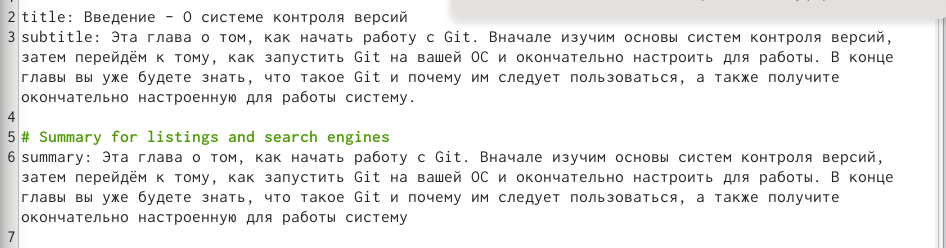 2 title: Введение - О системе контроля версий
3 subtitle: Эта глава о том, как начать работу с Git. Вначале изучим основы систем контроля версий,
затем перейдём к тому, как запустить Git на вашей ОС и окончательно настроить для работы. В конце
главы вы уже будете знать, что такое Git и почему им следует пользоваться, а также получите
окончательно настроенную для работы систему.
4
5 # Summary for listings and search engines
6 summary: Эта глава о том, как начать работу с Git. Вначале изучим основы систем контроля версий,
затем перейдём к тому, как запустить Git на вашей ОС и окончательно настроить для работы. В конце
главы вы уже будете знать, что такое Git и почему им следует пользоваться, а также получите
окончательно настроенную для работы систему
7